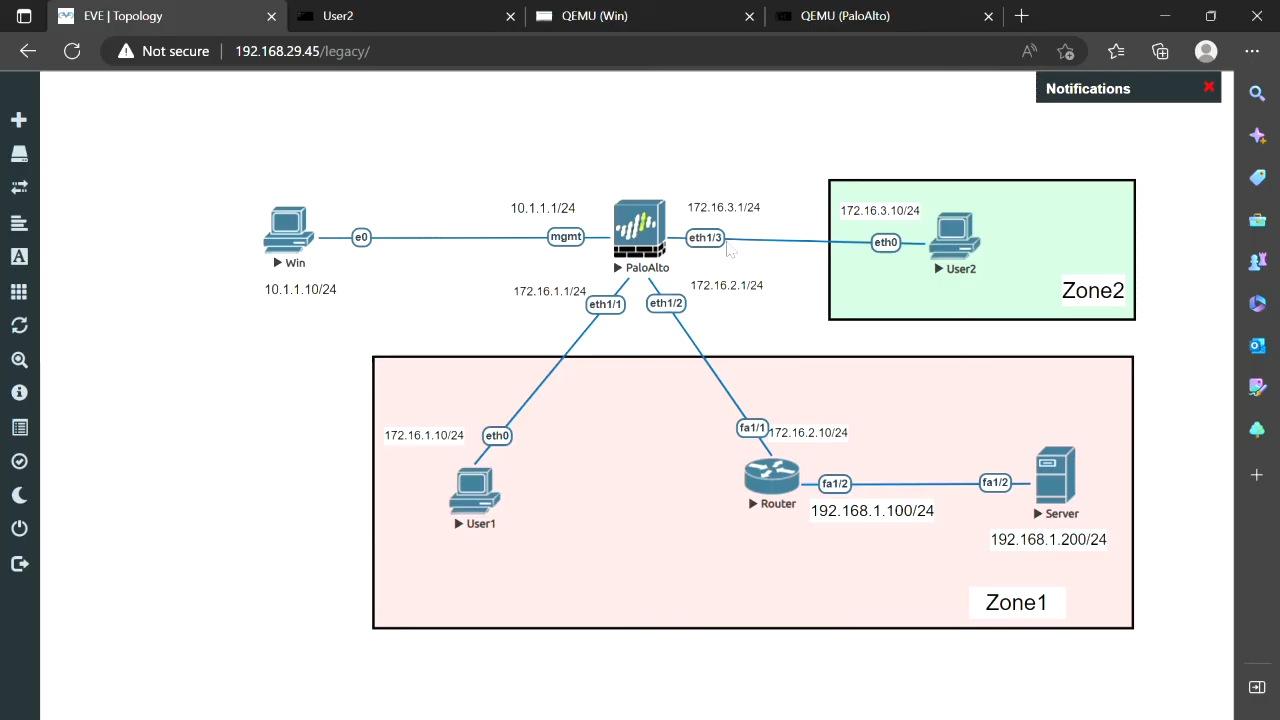 EVE | Topology
User2
QEMU (Win)
QEMU (PaloAlto)
Not secure
192.168.29.45/legacy/
Notifications
10.1.1.1/24
172.16.3.1/24
172.16.3.10/24
e0
mgmt
eth1/3
eth0
Win
PaloAlto
User2
10.1.1.10/24
172.16.1.1/24
172.16.2.1/24
Zone2
eth1/1
eth1/2
172.16.1.10/24
eth0
fa1/1
172.16.2.10/24
fa1/2
fa1/2
User1
Router
192.168.1.100/24
Server
192.168.1.200/24
Zone1